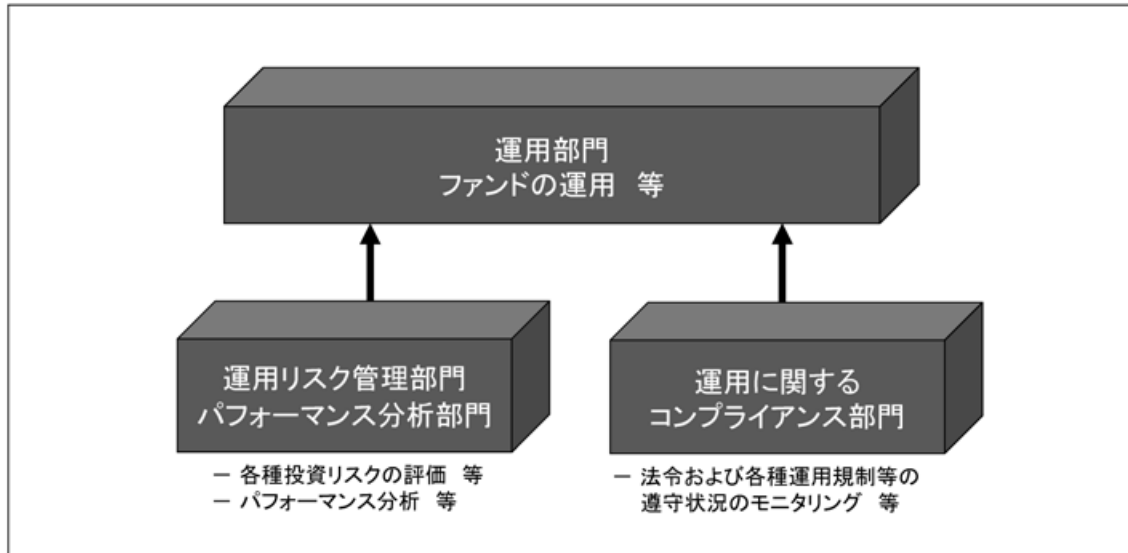 運用部門
ファンドの運用 等
運用リスク管理部門
パフォーマンス分析部門
－ 各種投資リスクの評価 等
－ パフォーマンス分析 等
運用に関する
コンプライアンス部門
－ 法令および各種運用規制等の
遵守状況のモニタリング 等